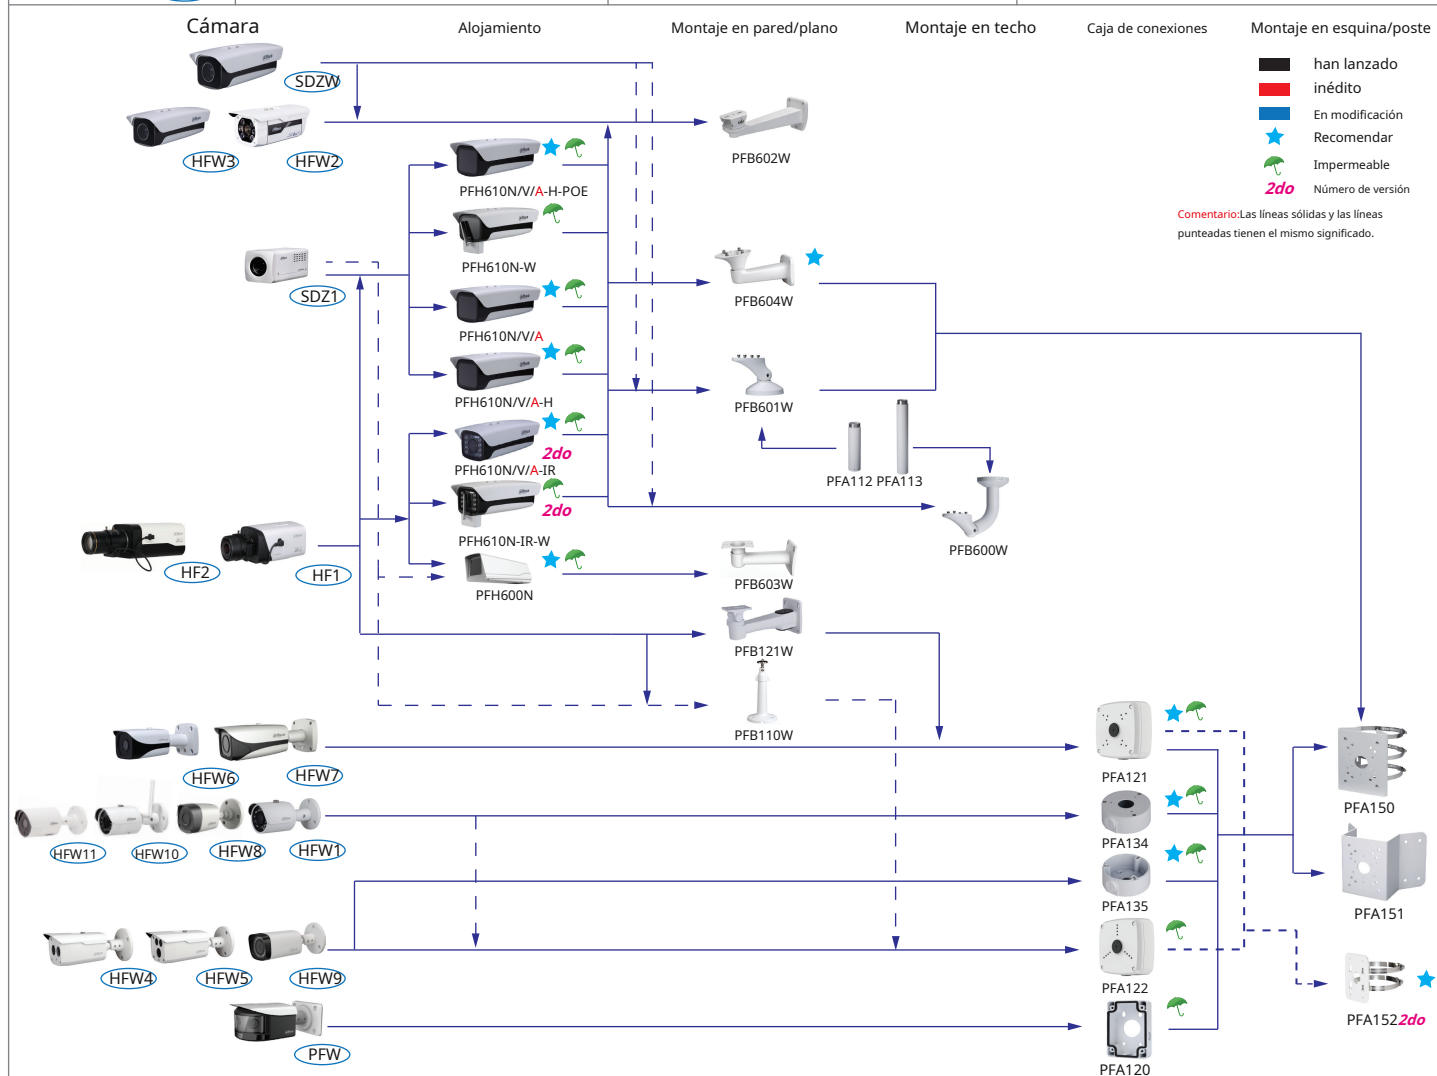 Cámara
Alojamiento
Montaje en pared/plano
Montaje en techo
Caja de conexiones
Montaje en esquina/poste
SDZW
HFW3
HFW2
SDZ1
HF2
HF1
HFW6
HFW7
HFW11
HFW10
HFW8
HFW1
HFW4
HFW5
HFW9
PFW
PFH610N/V/A-H-POE
PFH610N-W
PFH610N/V/A
PFH610N/V/A-H
2do
PFH610N/V/A-IR
2do
PFH610N-IR-W
PFH600N
PFB602W
PFB604W
PFB601W
PFA112
PFA113
PFB600W
PFB603W
PFB121W
PFB110W
PFA121
PFA134
PFA135
PFA122
PFA120
PFA150
PFA151
PFA1522do
han lanzado
inédito
En modificación
Recomendar
Impermeable
2do Número de versión
Comentario:Las líneas sólidas y las líneas
punteadas tienen el mismo significado.